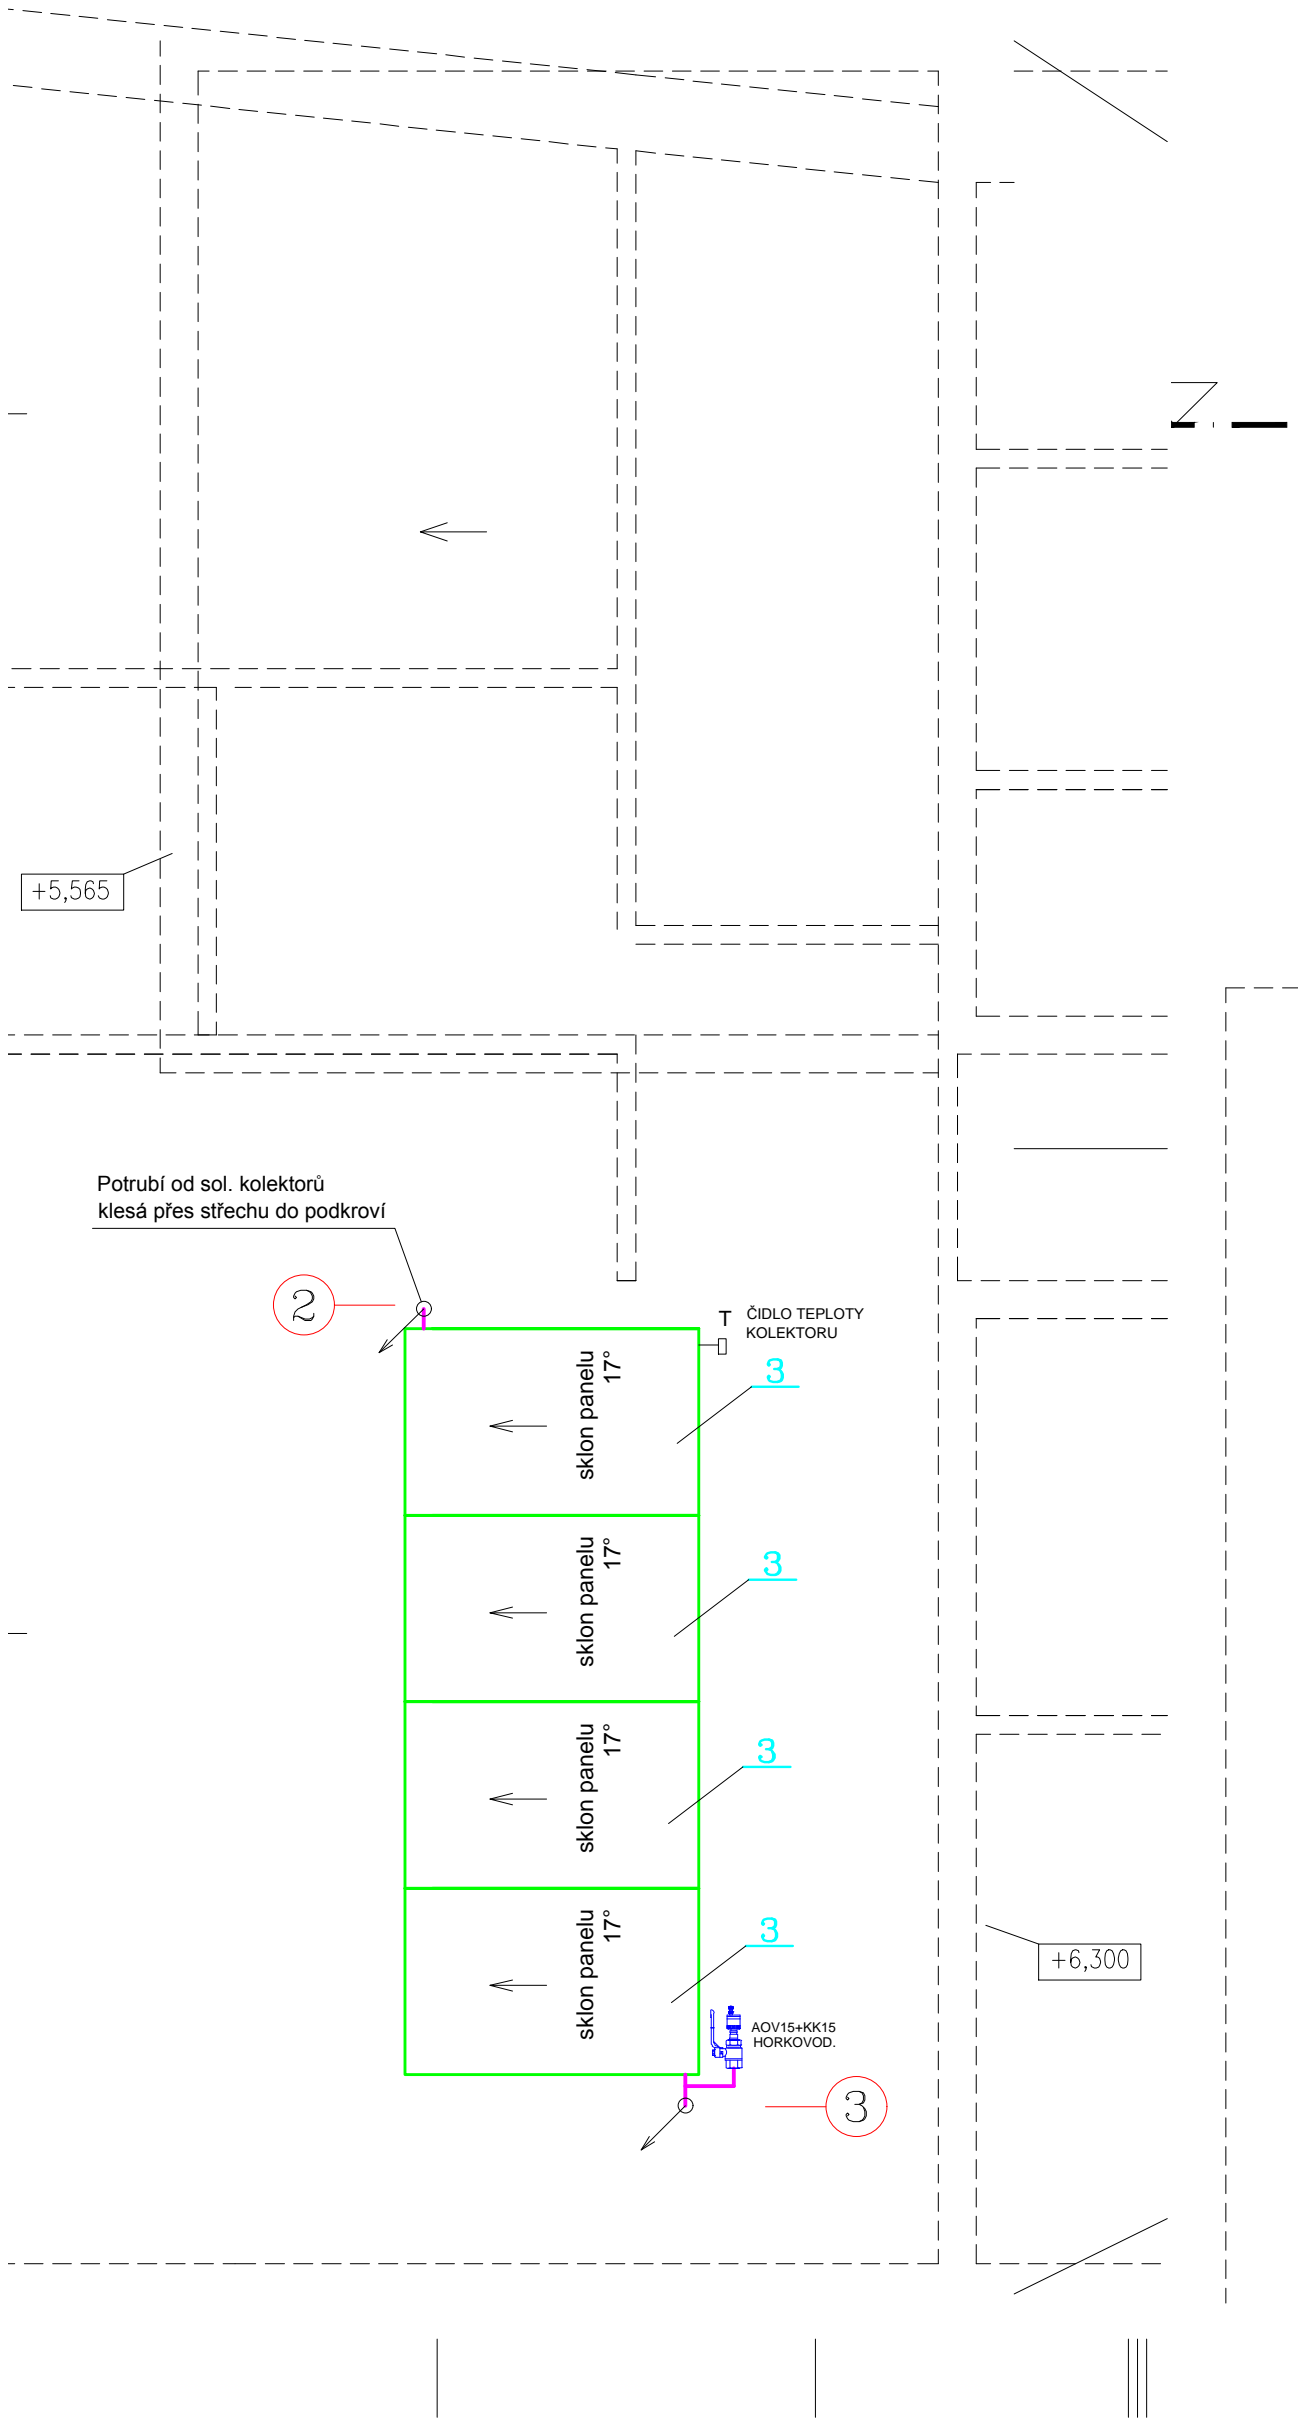 +5,565
Potrubí od sol. kolektorů
klesá přes střechu do podkroví
2
T
ČIDLO TEPLOTY
KOLEKTORU
3
sklon panelu
17°
3
sklon panelu
17°
3
sklon panelu
17°
3
sklon panelu
17°
+6,300
AOV15+KK15
HORKOVOD.
3